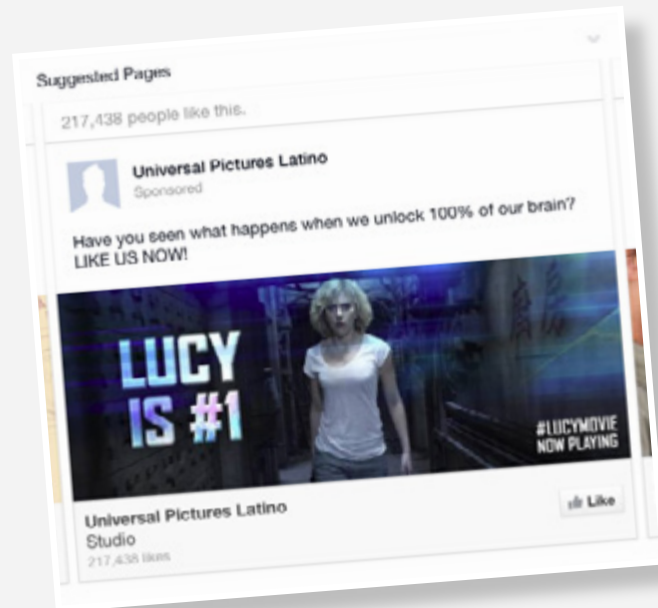 Suggested Pages
217,438 people like this.
Universal Pictures Latino
Sponsored
Have you seen what happens when we unlock 100% of our brain?
LIKE US NOW!
LUCY
IS #1
#LUCYMOVIE
NOW PLAYING
Universal Pictures Latino
Like
Studio
217,438 likes